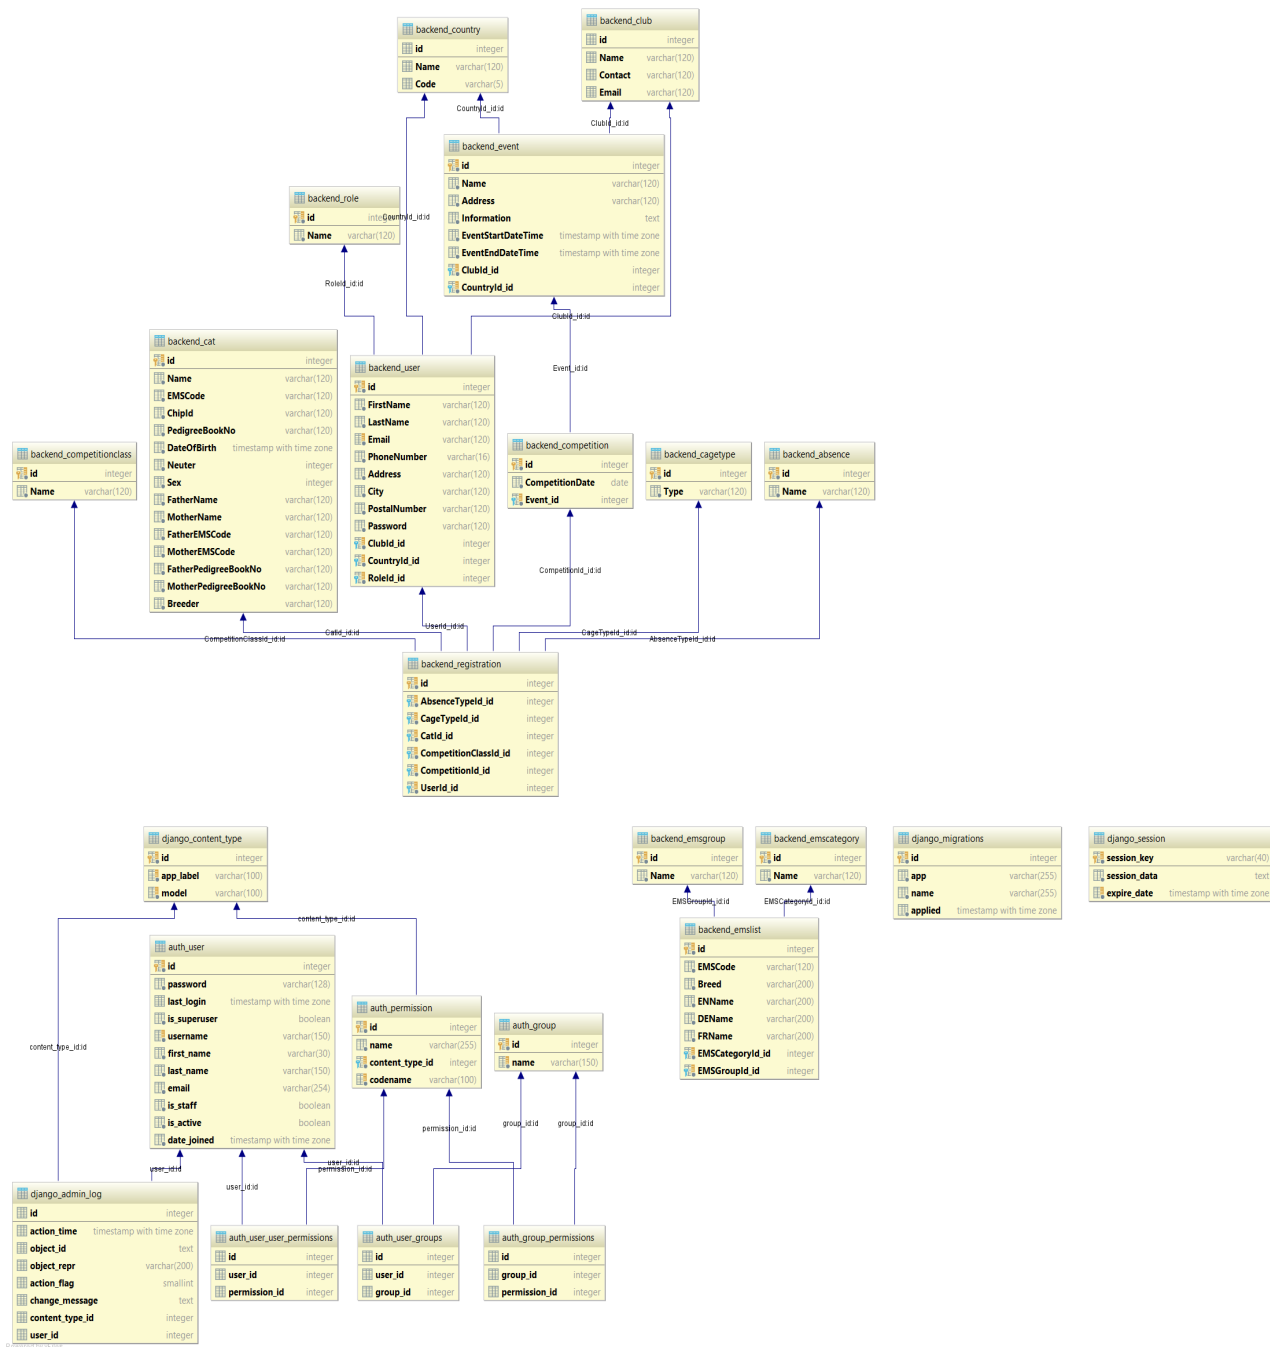 backend_country
id integer
Name varchar(120)
Code varchar(5)
backend_club
id integer
Name varchar(120)
Contact varchar(120)
Email varchar(120)
CountryId_id:id
ClubId_id:id
backend_event
id integer
Name varchar(120)
Address varchar(120)
Information text
EventStartDateTime timestamp with time zone
EventEndDateTime timestamp with time zone
ClubId_id integer
CountryId_id integer
backend_role
id integer
Name varchar(120)
CountryId_id:id
RoleId_id:id
ClubId_id:id
Event_id:id
backend_cat
id integer
Name varchar(120)
EMSCode varchar(120)
ChipId varchar(120)
PedigreeBookNo varchar(120)
DateOfBirth timestamp with time zone
Neuter integer
Sex integer
FatherName varchar(120)
MotherName varchar(120)
FatherEMSCode varchar(120)
MotherEMSCode varchar(120)
FatherPedigreeBookNo varchar(120)
MotherPedigreeBookNo varchar(120)
Breeder varchar(120)
backend_user
id integer
FirstName varchar(120)
LastName varchar(120)
Email varchar(120)
PhoneNumber varchar(16)
Address varchar(120)
City varchar(120)
PostalNumber varchar(120)
Password varchar(120)
ClubId_id integer
CountryId_id integer
RoleId_id integer
backend_competitionclass
id integer
Name varchar(120)
backend_competition
id integer
CompetitionDate date
Event_id integer
backend_cagetype
id integer
Type varchar(120)
backend_absence
id integer
Name varchar(120)
CompetitionId_id:id
UserId_id:id
CompetitionClassId_id:id
CatId_id:id
CageTypeId_id:id
AbsenceTypeId_id:id
backend_registration
id integer
AbsenceTypeId_id integer
CageTypeId_id integer
CatId_id integer
CompetitionClassId_id integer
CompetitionId_id integer
UserId_id integer
django_content_type
id integer
app_label varchar(100)
model varchar(100)
backend_emsgroup
id integer
Name varchar(120)
backend_emscategory
id integer
Name varchar(120)
django_migrations
id integer
app varchar(255)
name varchar(255)
applied timestamp with time zone
django_session
session_key varchar(40)
session_data text
expire_date timestamp with time zone
EMSGroupId_id:id
EMSCategoryId_id:id
content_type_id:id
backend_emslist
id integer
EMSCode varchar(120)
Breed varchar(200)
ENName varchar(200)
DEName varchar(200)
FRName varchar(200)
EMSCategoryId_id integer
EMSGroupId_id integer
auth_user
id integer
password varchar(128)
last_login timestamp with time zone
is_superuser boolean
username varchar(150)
first_name varchar(30)
last_name varchar(150)
email varchar(254)
is_staff boolean
is_active boolean
date_joined timestamp with time zone
auth_permission
id integer
name varchar(255)
content_type_id integer
codename varchar(100)
auth_group
id integer
name varchar(150)
content_type_id:id
permission_id:id
group_id:id
group_id:id
user_id:id
user_id:id
permission_id:id
user_id:id
django_admin_log
id integer
action_time timestamp with time zone
object_id text
object_repr varchar(200)
action_flag smallint
change_message text
content_type_id integer
user_id integer
auth_user_user_permissions
id integer
user_id integer
permission_id integer
auth_user_groups
id integer
user_id integer
group_id integer
auth_group_permissions
id integer
group_id integer
permission_id integer